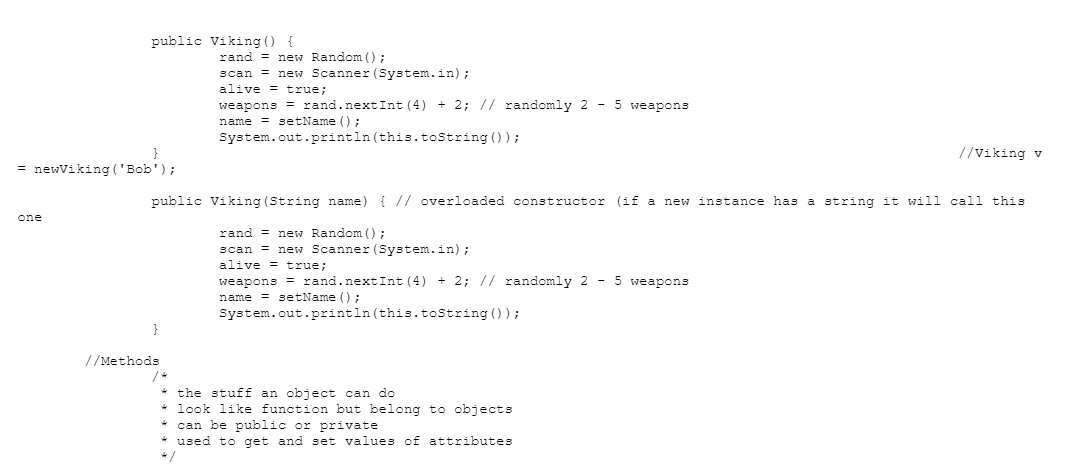 public Viking() {
rand = new Random();
scan = new Scanner(System.in);
alive = true;
weapons = rand.nextInt(4) + 2; // randomly 2 - 5 weapons
name = setName();
System.out.println(this.toString());
} //Viking v
= newViking('Bob');
public Viking(String name) { // overloaded constructor (if a new instance has a string it will call this
one
rand = new Random();
scan = new Scanner(System.in);
alive = true;
weapons = rand.nextInt(4) + 2; // randomly 2 - 5 weapons
name = setName();
System.out.println(this.toString());
}
//Methods
/*
* the stuff an object can do
* look like function but belong to objects
* can be public or private
* used to get and set values of attributes
*/